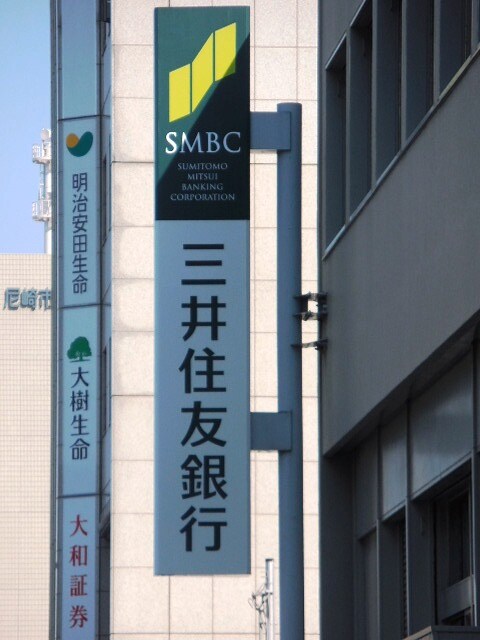 SMBC
SUMITOMO
MITSUI
BANKING
CORPORATION
三井住友銀行
明治安田生命
大樹生命
大和証券
尼崎市